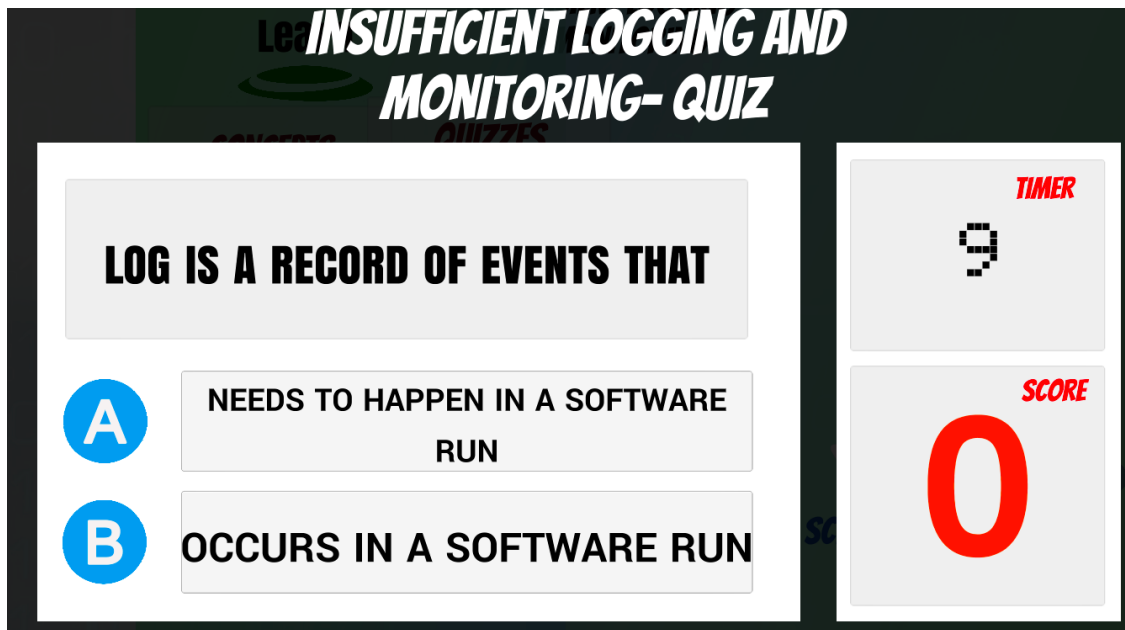 INSUFFICIENT LOGGING AND
MONITORING- QUIZ
QUIZZES
LOG IS A RECORD OF EVENTS THAT
A
NEEDS TO HAPPEN IN A SOFTWARE
RUN
B
OCCURS IN A SOFTWARE RUN
TIMER
9
SCORE
0